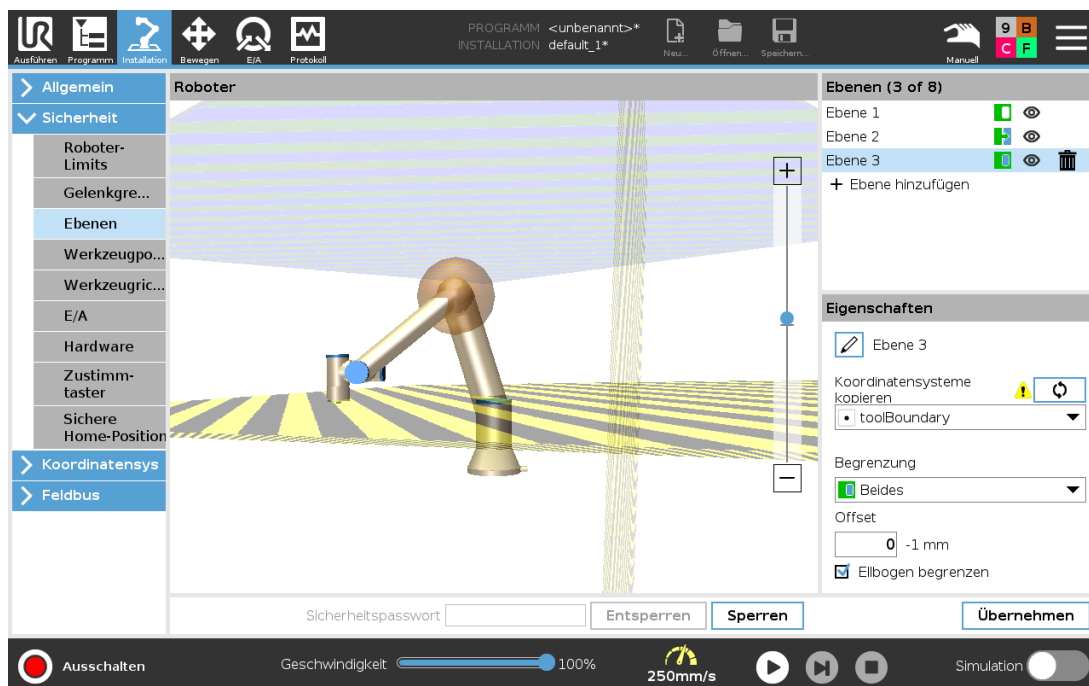 UR
PROGRAMM <unbenannt>*
INSTALLATION default_1*
Ausführen Programm Installation Bewegen E/A Protokoll
Neu... Öffnen... Speichern...
Manuell
9 B
C F
Allgemein
Sicherheit
Roboter-
Limits
Gelenkgre...
Ebenen
Werkzeugpo...
Werkzeugric...
E/A
Hardware
Zustimm-
taster
Sichere
Home-Position
Koordinatensys
Feldbus
Roboter
Ebenen (3 of 8)
Ebene 1
Ebene 2
Ebene 3
+ Ebene hinzufügen
Eigenschaften
Ebene 3
Koordinatensysteme
kopieren
toolBoundary
Begrenzung
Beides
Offset
0 -1 mm
Ellbogen begrenzen
Sicherheitspasswort Entsperren Sperren Übernehmen
Ausschalten Geschwindigkeit 100% 250mm/s Simulation